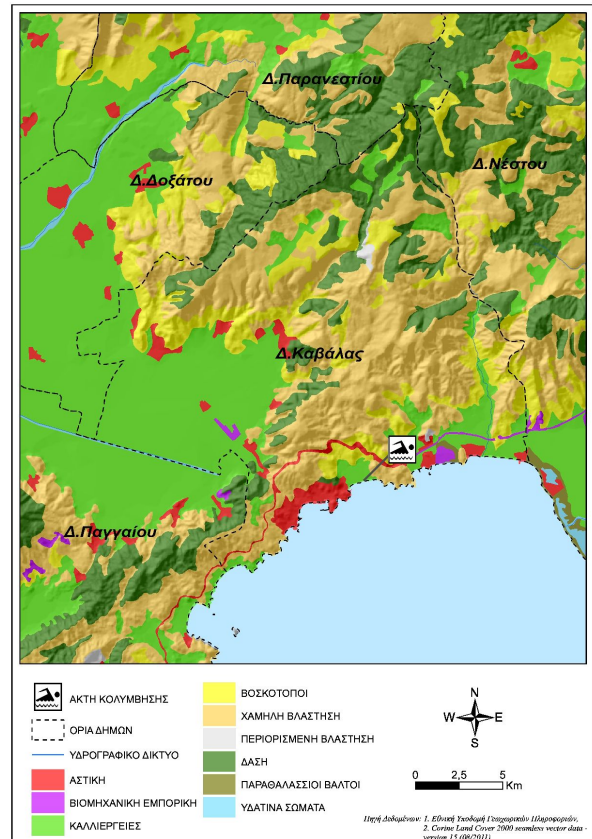 Δ.Παρανεστίου
Δ.Νέστου
Δ.Δοξάτου
Δ.Καβάλας
Δ.Παγγαίου
ΑΚΤΗ ΚΟΛΥΜΒΗΣΗΣ
ΟΡΙΑ ΔΗΜΩΝ
ΥΔΡΟΓΡΑΦΙΚΟ ΔΙΚΤΥΟ
ΑΣΤΙΚΗ
ΒΙΟΜΗΧΑΝΙΚΗ ΕΜΠΟΡΙΚΗ
ΚΑΛΛΙΕΡΓΕΙΕΣ
ΒΟΣΚΟΤΟΠΟΙ
ΧΑΜΗΛΗ ΒΛΑΣΤΗΣΗ
ΠΕΡΙΟΡΙΣΜΕΝΗ ΒΛΑΣΤΗΣΗ
ΔΑΣΗ
ΠΑΡΑΘΑΛΑΣΣΙΟΙ ΒΑΛΤΟΙ
ΥΔΑΤΙΝΑ ΣΩΜΑΤΑ
N
W E
S
0 2,5 5
Km
Πηγή Δεδομένων: 1. Εθνική Υποδομή Γεωχωρικών Πληροφοριών,
2. Corine Land Cover 2000 seamless vector data -
version 15 (08/2011)